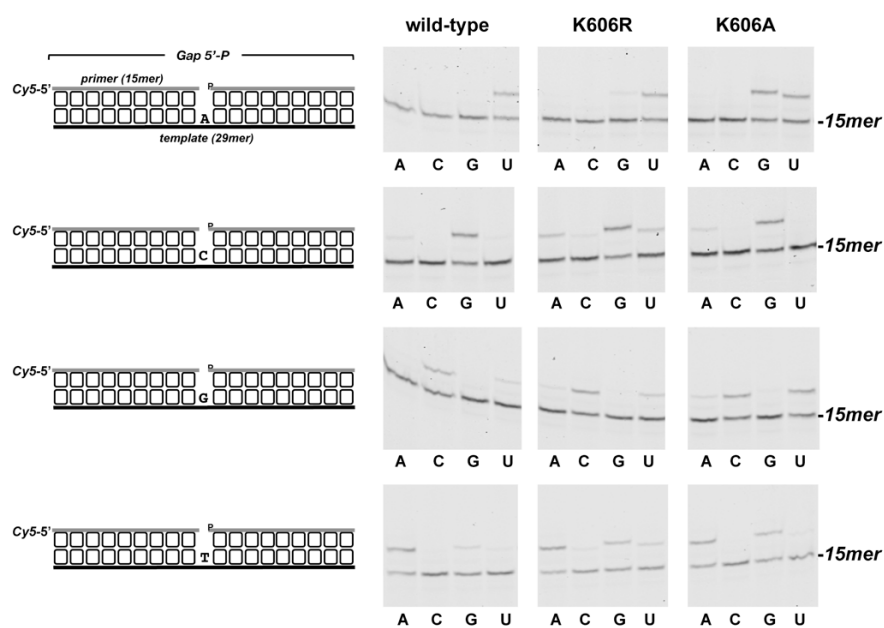 wild-type K606R K606A
Gap 5'-P
primer (15mer)
Cy5-5' P
A
template (29mer)
-15mer
A C G U A C G U A C G U
Cy5-5' P
C
-15mer
A C G U A C G U A C G U
Cy5-5' P
G
-15mer
A C G U A C G U A C G U
Cy5-5' P
T
-15mer
A C G U A C G U A C G U